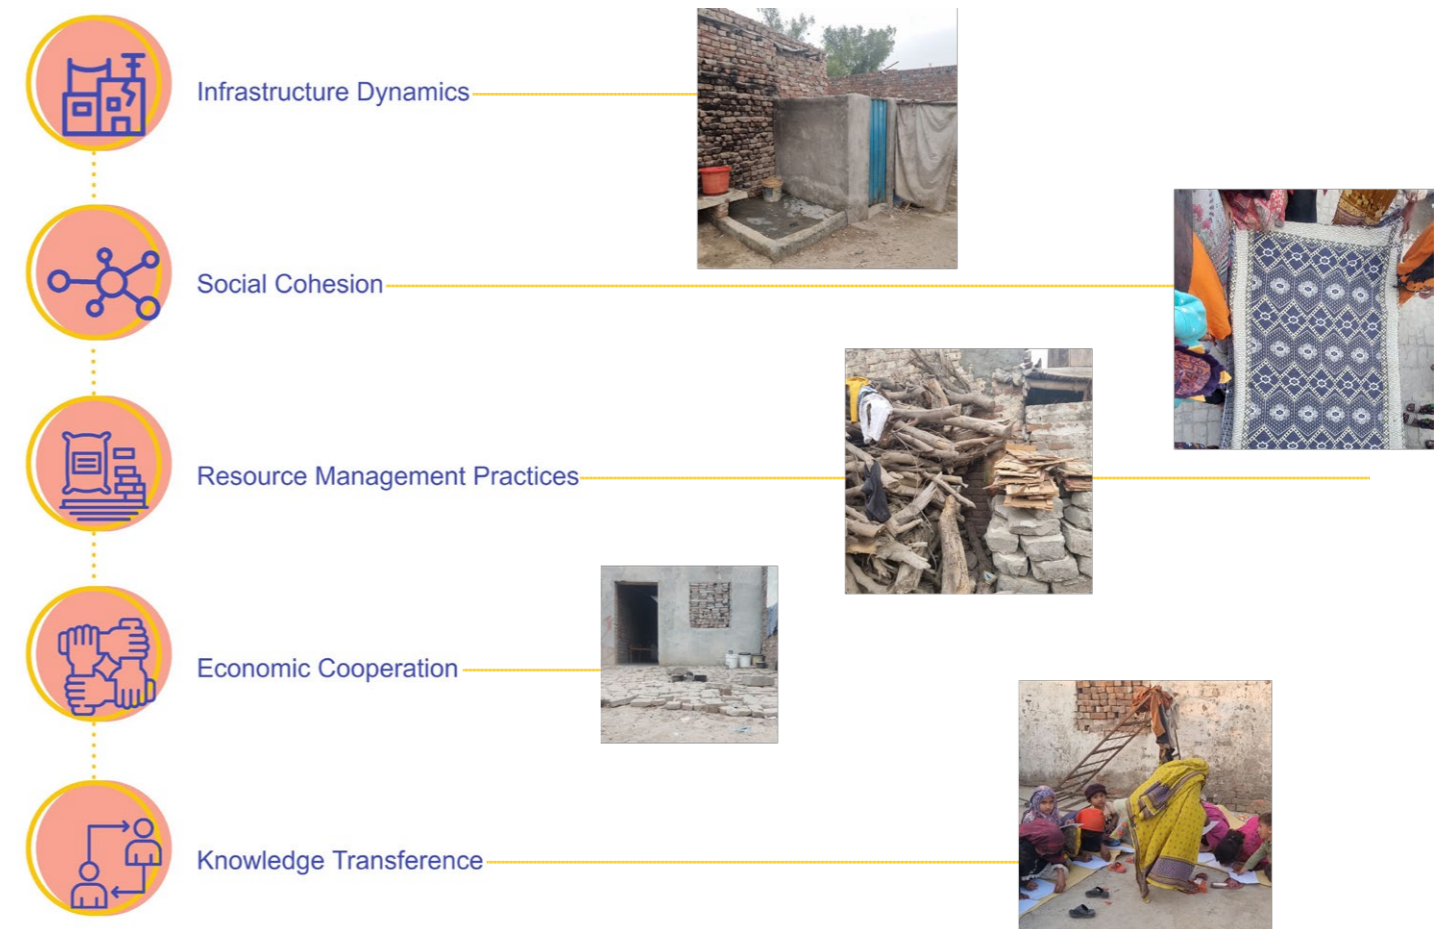 Infrastructure Dynamics
Social Cohesion
Resource Management Practices
Economic Cooperation
Knowledge Transference